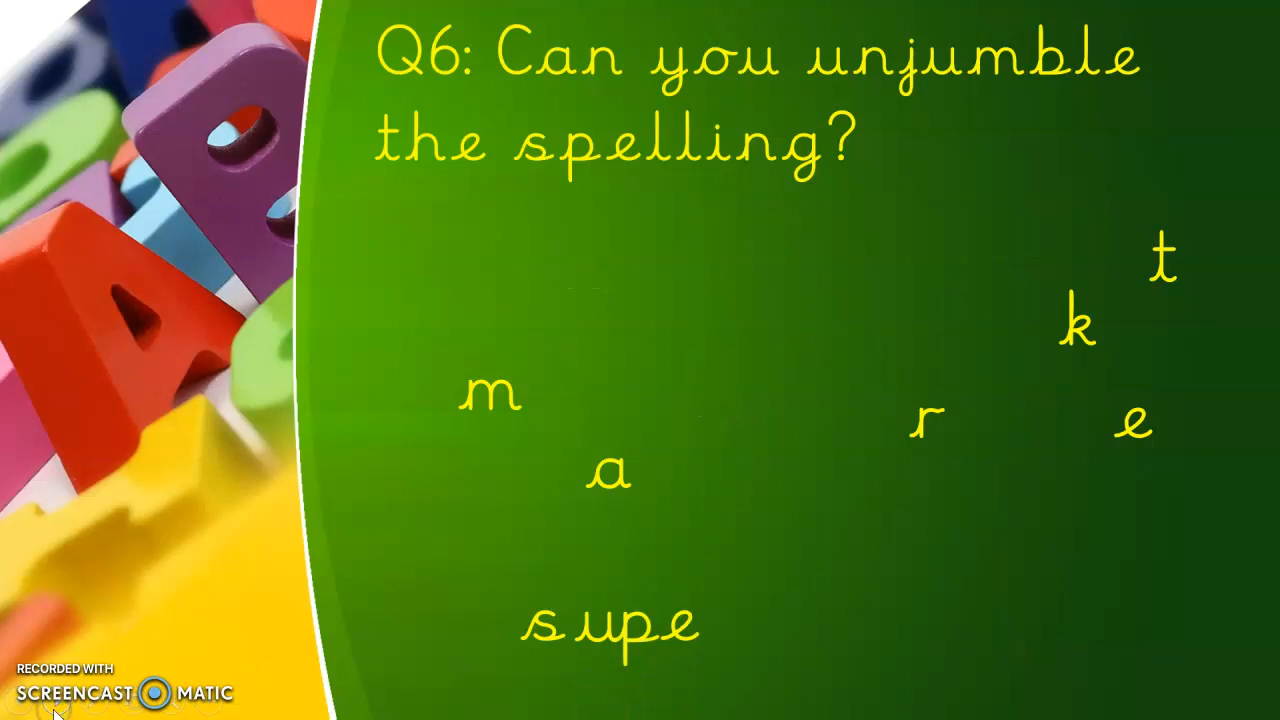 Q6: Can you unjumble
the spelling?
t
k
m
r
e
a
supe
RECORDED WITH
SCREENCAST MATIC